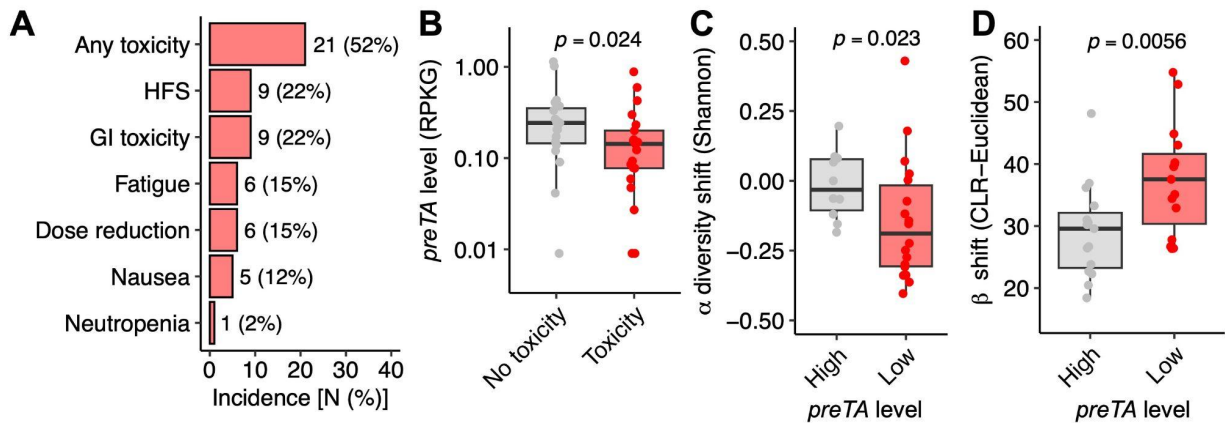 A
Any toxicity 21 (52%)
HFS 9 (22%)
GI toxicity 9 (22%)
Fatigue 6 (15%)
Dose reduction 6 (15%)
Nausea 5 (12%)
Neutropenia 1 (2%)
0 10 20 30 40
Incidence [N (%)]
B
p = 0.024
preTA level (RPKG)
1.00
0.10
0.01
No toxicity
Toxicity
C
p = 0.023
α diversity shift (Shannon)
0.50
0.25
0.00
−0.25
−0.50
High
Low
preTA level
D
p = 0.0056
β shift (CLR−Euclidean)
60
50
40
30
20
High
Low
preTA level